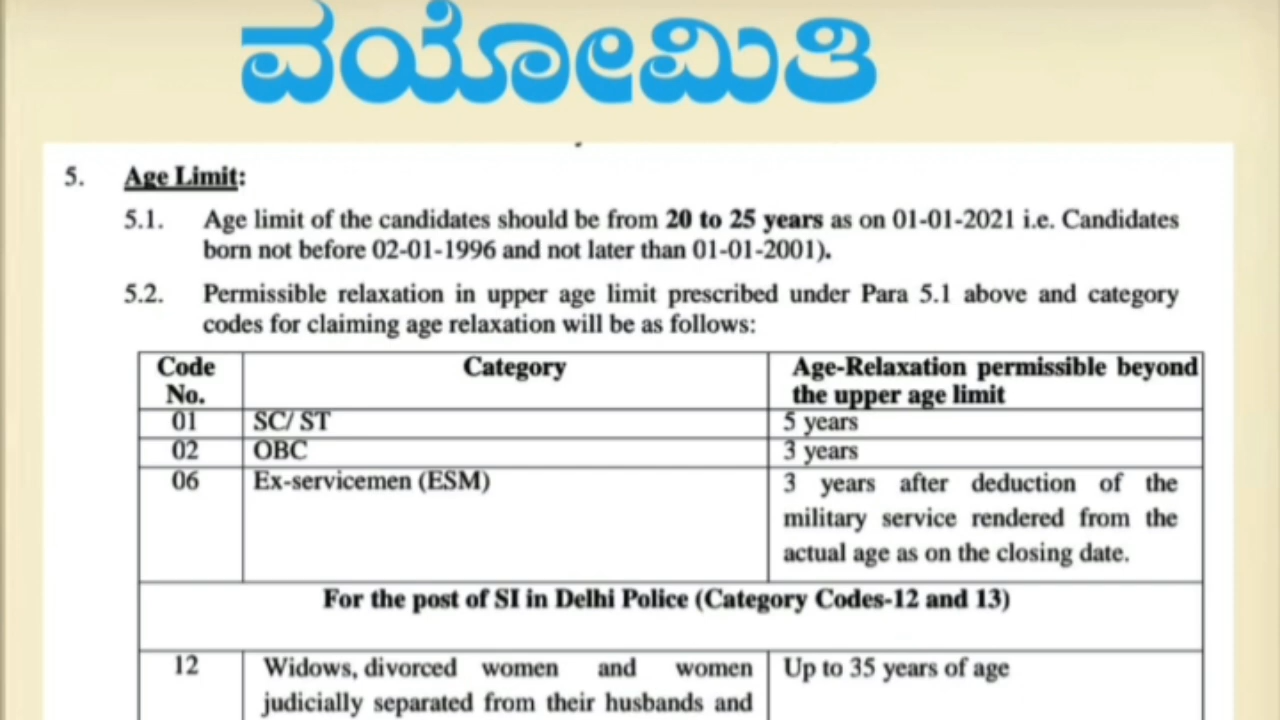 ವಯೋಮಿತಿ
5. Age Limit:
5.1. Age limit of the candidates should be from 20 to 25 years as on 01-01-2021 i.e. Candidates
born not before 02-01-1996 and not later than 01-01-2001).
5.2. Permissible relaxation in upper age limit prescribed under Para 5.1 above and category
codes for claiming age relaxation will be as follows:
Code No. Category Age-Relaxation permissible beyond the upper age limit
01 SC/ ST 5 years
02 OBC 3 years
06 Ex-servicemen (ESM) 3 years after deduction of the
military service rendered from the
actual age as on the closing date.
For the post of SI in Delhi Police (Category Codes-12 and 13)
12 Widows, divorced women and women Up to 35 years of age
judicially separated from their husbands and